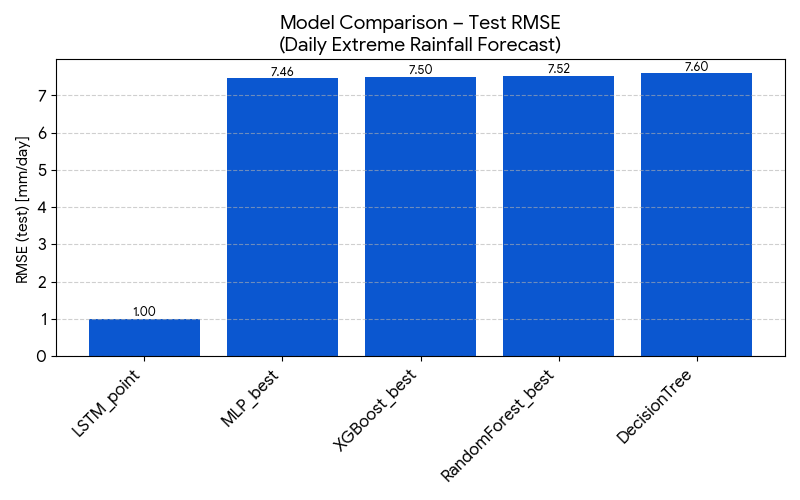 Model Comparison – Test RMSE
(Daily Extreme Rainfall Forecast)
RMSE (test) [mm/day]
7
6
5
4
3
2
1
0
1.00
7.46
7.50
7.52
7.60
LSTM_point
MLP_best
XGBoost_best
RandomForest_best
DecisionTree